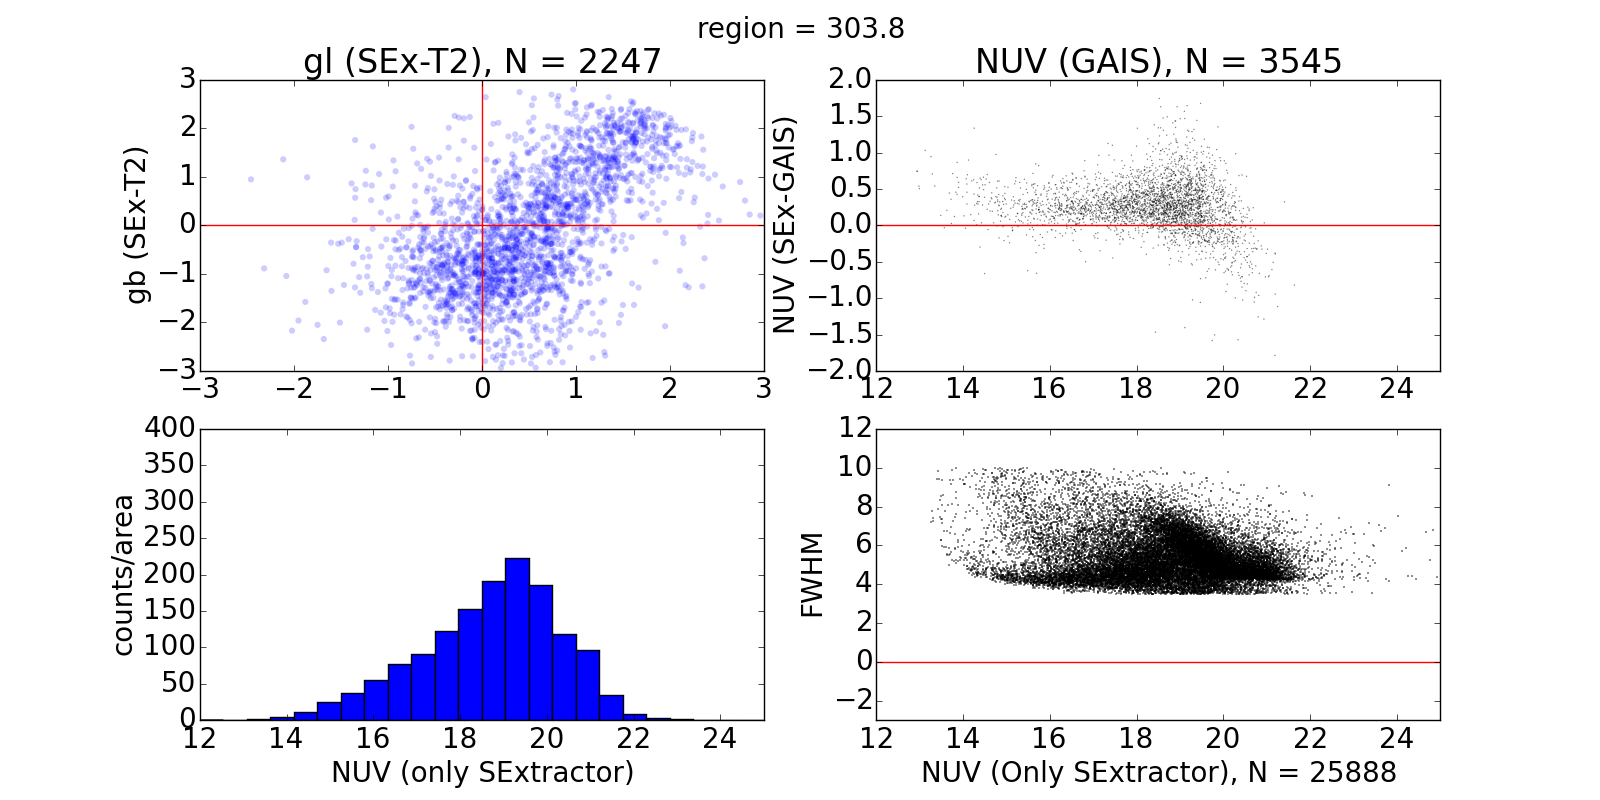 region = 303.8
gl (SEx-T2), N = 2247
NUV (GAIS), N = 3545
3
2
1
0
−1
−2
−3
gb (SEx-T2)
−3 −2 −1 0 1 2 3
2.0
1.5
1.0
0.5
0.0
−0.5
−1.0
−1.5
−2.0
NUV (SEx-GAIS)
12 14 16 18 20 22 24
400
350
300
250
200
150
100
50
0
counts/area
12 14 16 18 20 22 24
NUV (only SExtractor)
12
10
8
6
4
2
0
−2
FWHM
12 14 16 18 20 22 24
NUV (Only SExtractor), N = 25888